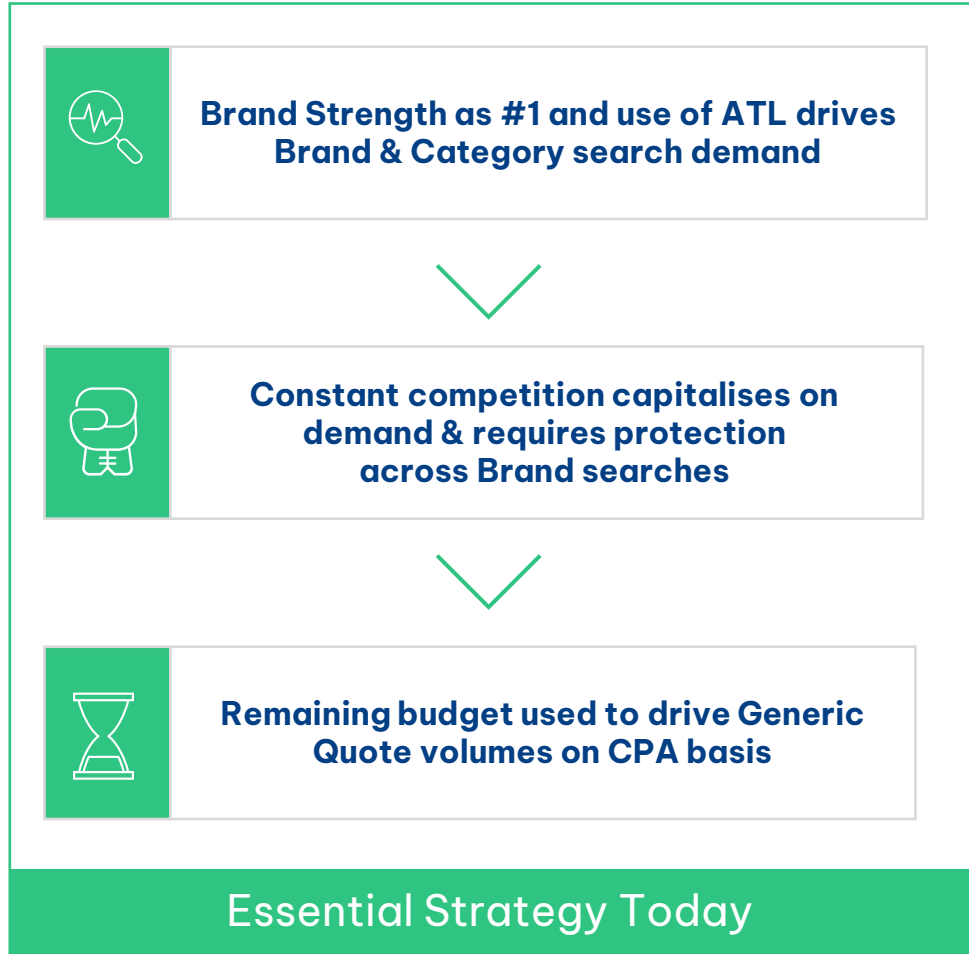 Brand Strength as #1 and use of ATL drives
Brand & Category search demand
Constant competition capitalises on
demand & requires protection
across Brand searches
Remaining budget used to drive Generic
Quote volumes on CPA basis
Essential Strategy Today